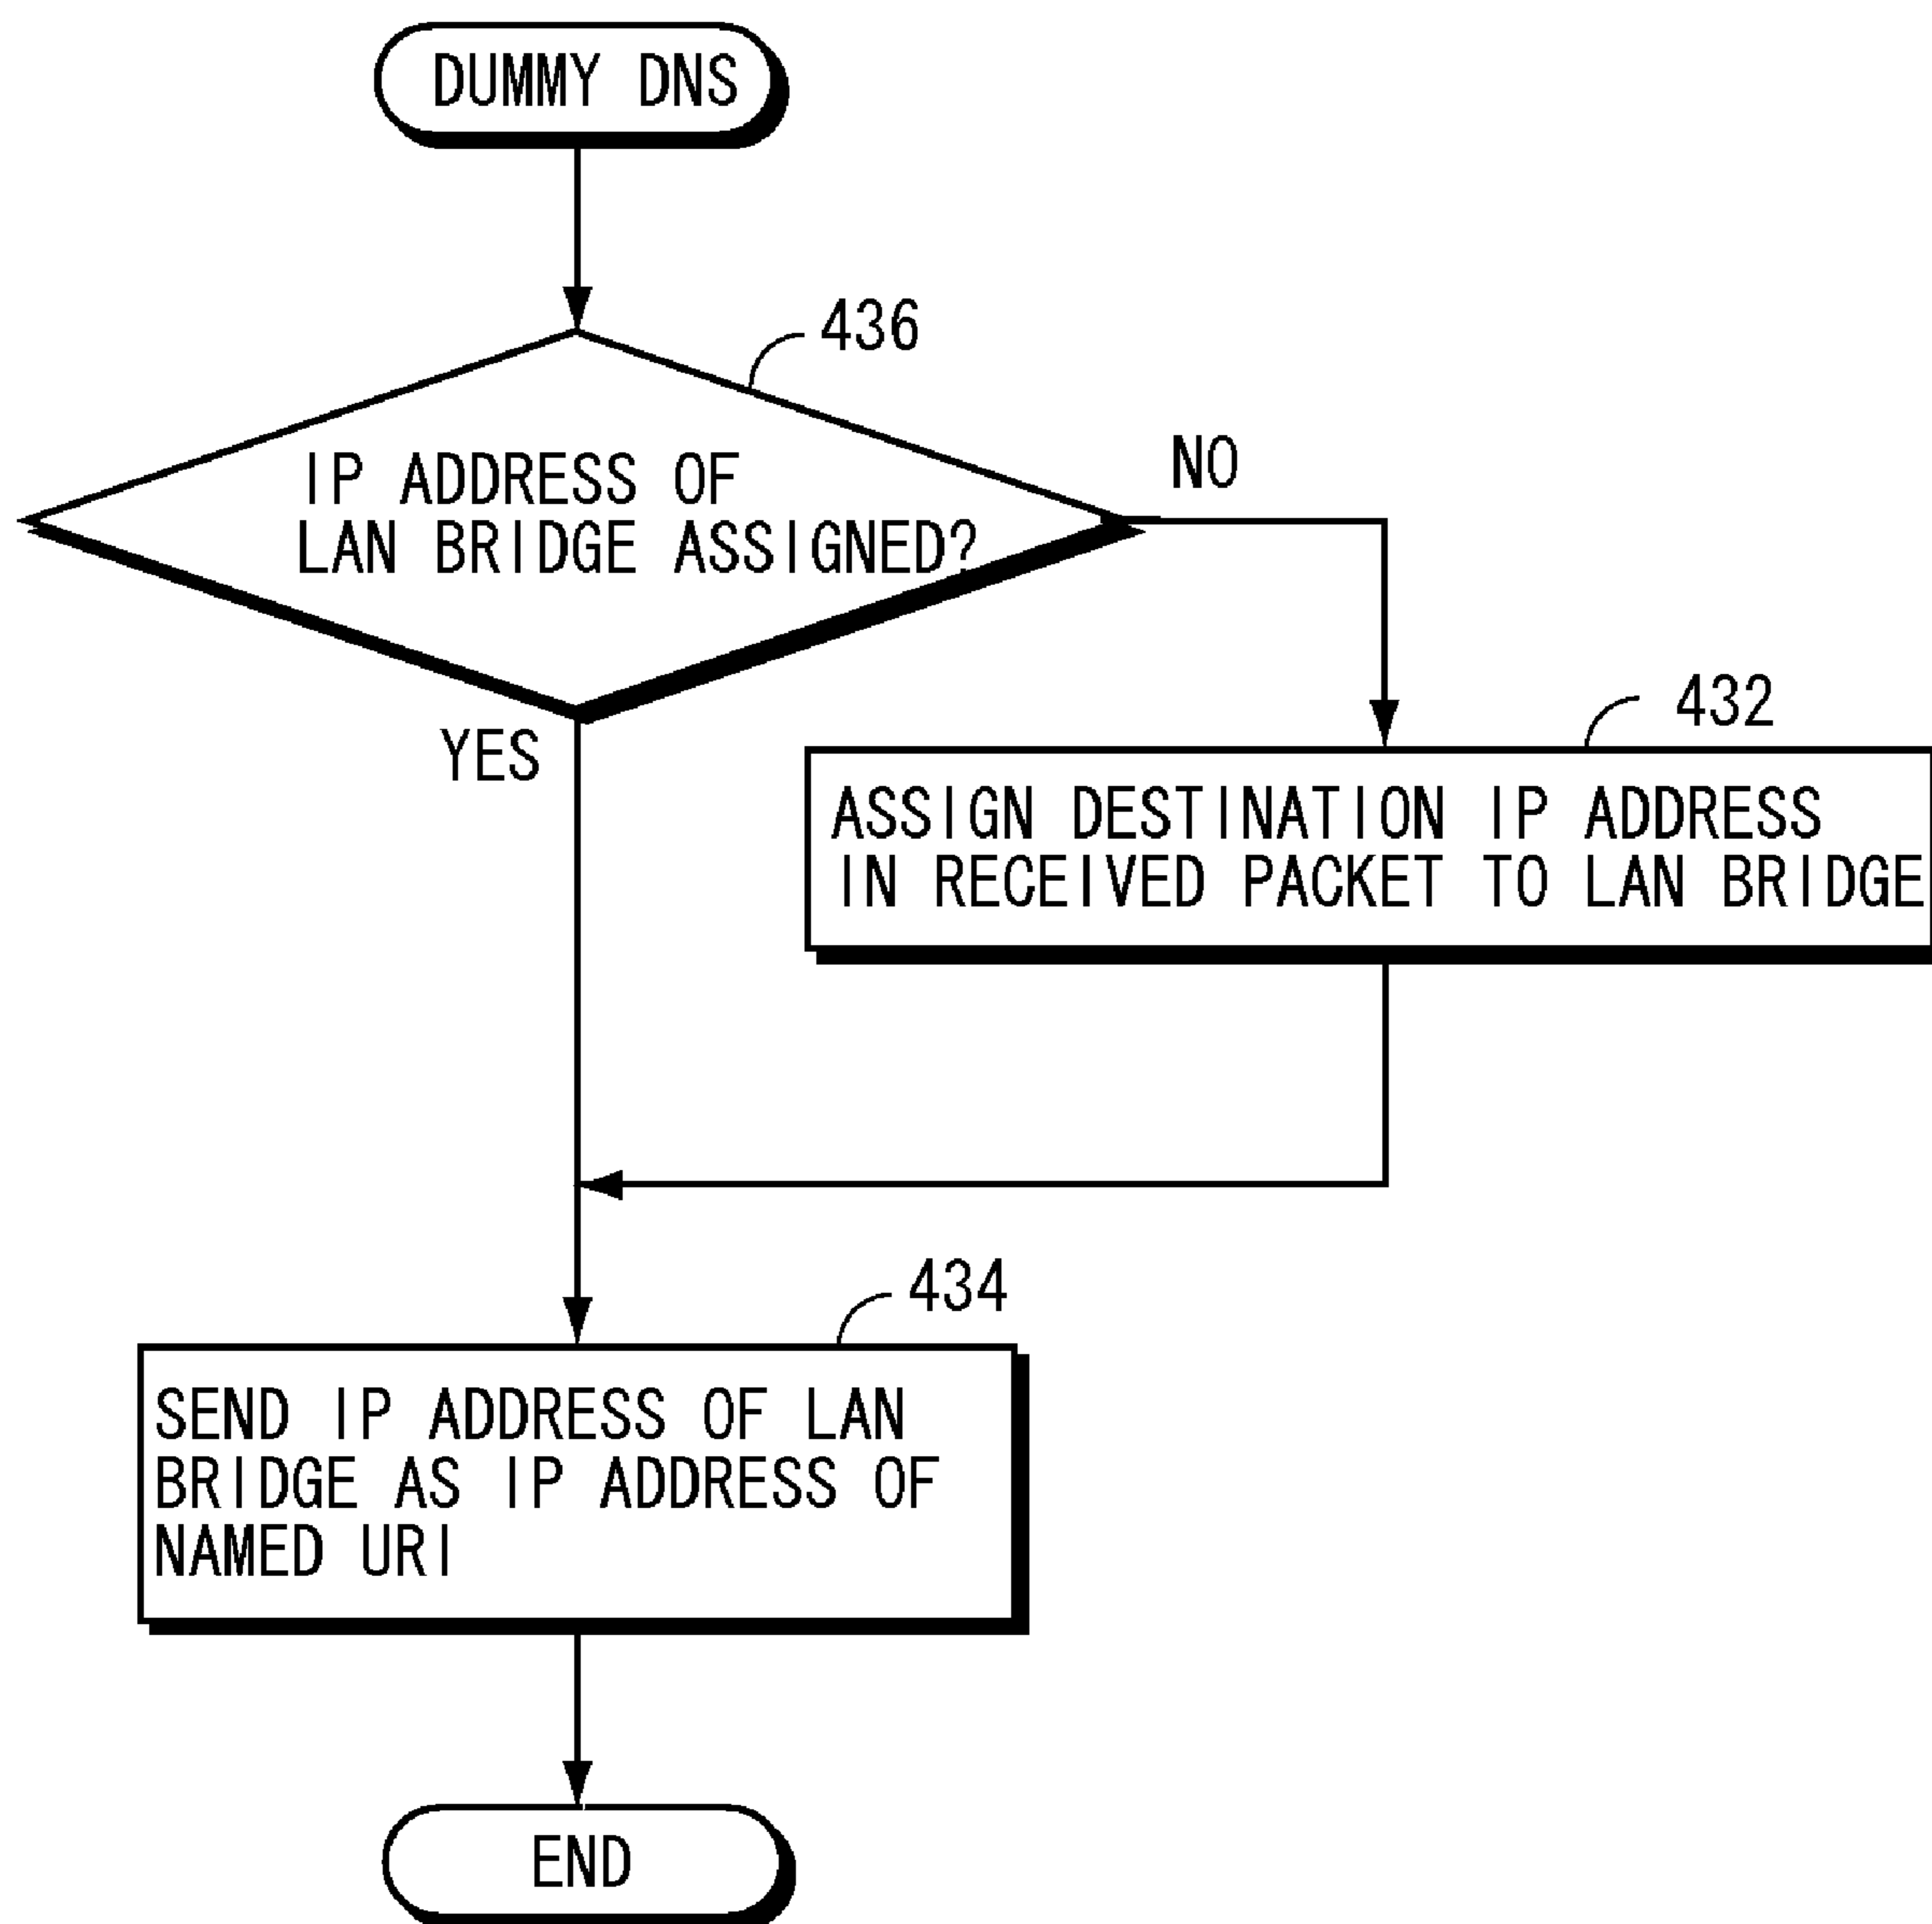 DUMMY DNS
436
IP ADDRESS OF
LAN BRIDGE ASSIGNED?
NO
YES
432
ASSIGN DESTINATION IP ADDRESS
IN RECEIVED PACKET TO LAN BRIDGE
434
SEND IP ADDRESS OF LAN
BRIDGE AS IP ADDRESS OF
NAMED URI
END